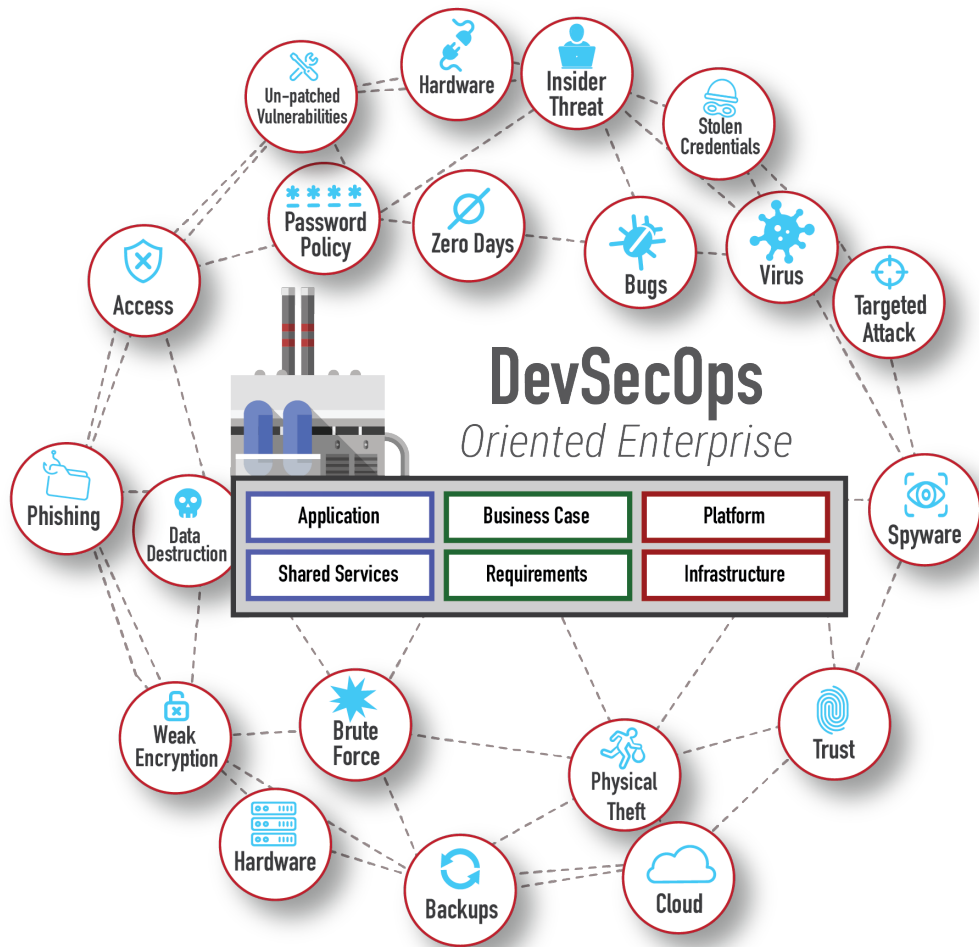 Hardware
Insider
Threat
Un-patched
Vulnerabilities
Stolen
Credentials
* * * *
Password
Policy
Zero Days
Bugs
Virus
Access
Targeted
Attack
DevSecOps
Oriented Enterprise
Phishing
Data
Destruction
Application
Business Case
Platform
Shared Services
Requirements
Infrastructure
Spyware
Weak
Encryption
Brute
Force
Physical
Theft
Trust
Hardware
Backups
Cloud